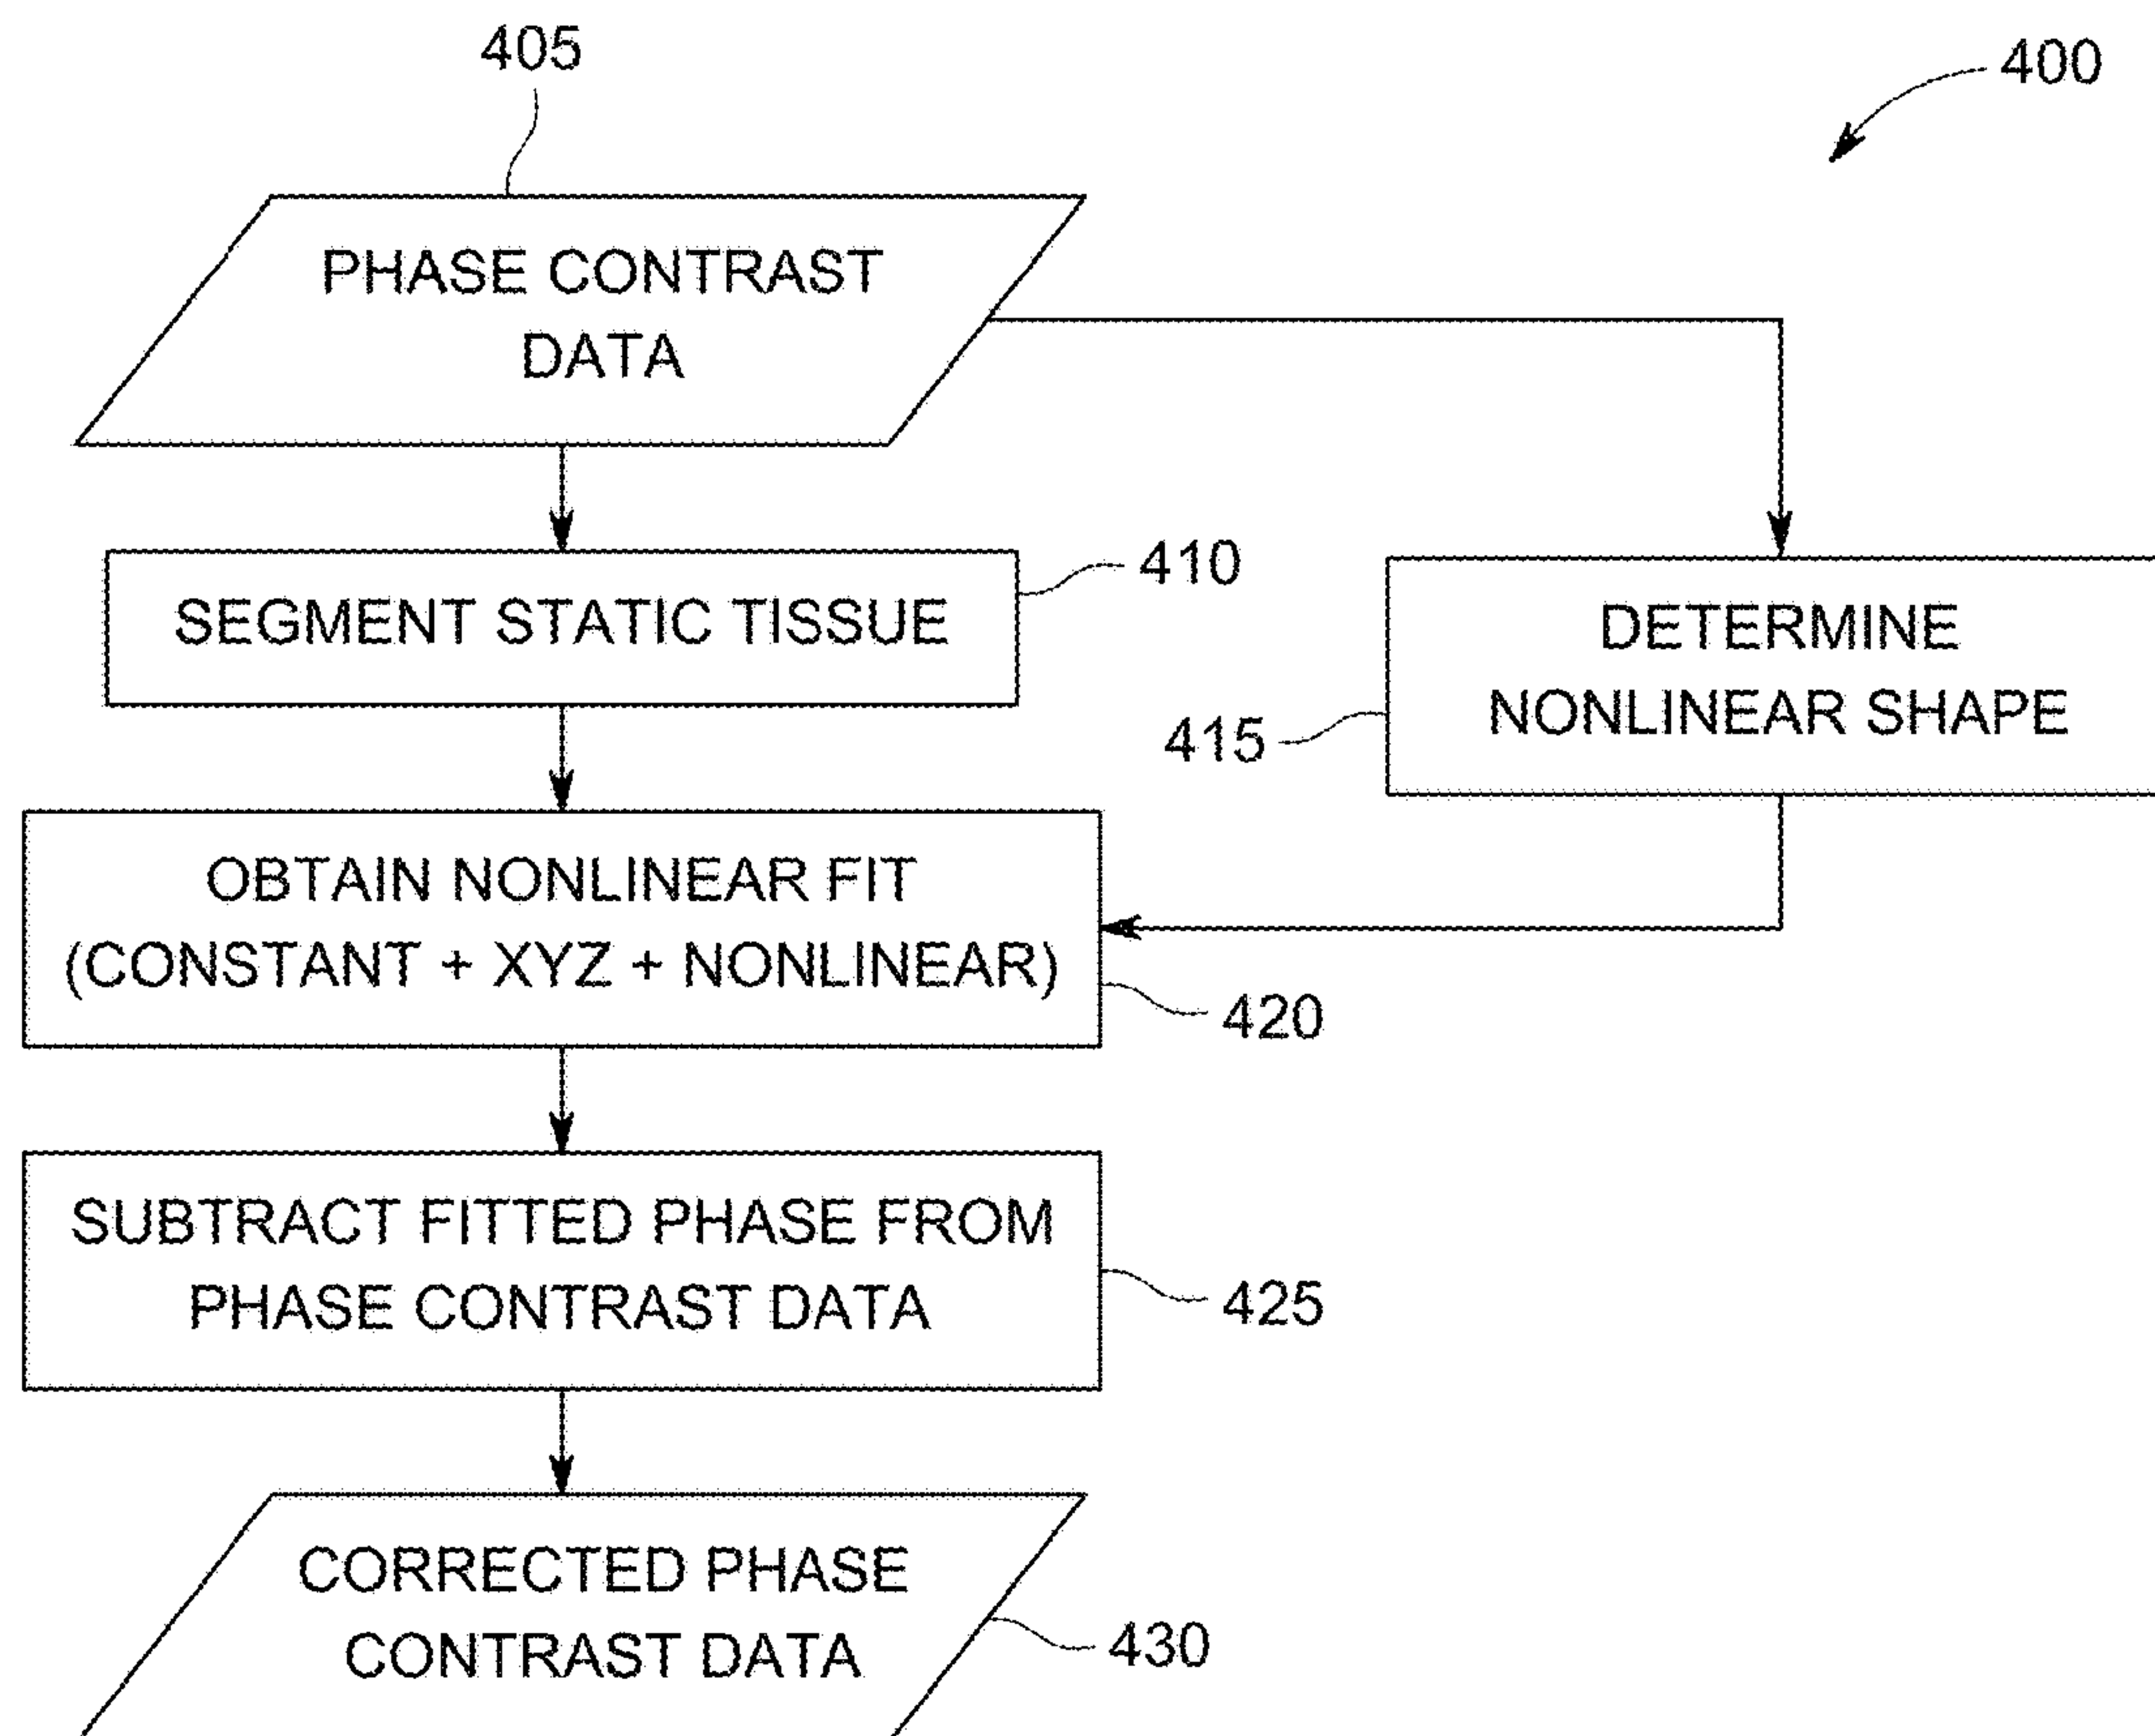 405
400
PHASE CONTRAST
DATA
SEGMENT STATIC TISSUE
410
DETERMINE
NONLINEAR SHAPE
415
OBTAIN NONLINEAR FIT
(CONSTANT + XYZ + NONLINEAR)
420
SUBTRACT FITTED PHASE FROM
PHASE CONTRAST DATA
425
CORRECTED PHASE
CONTRAST DATA
430